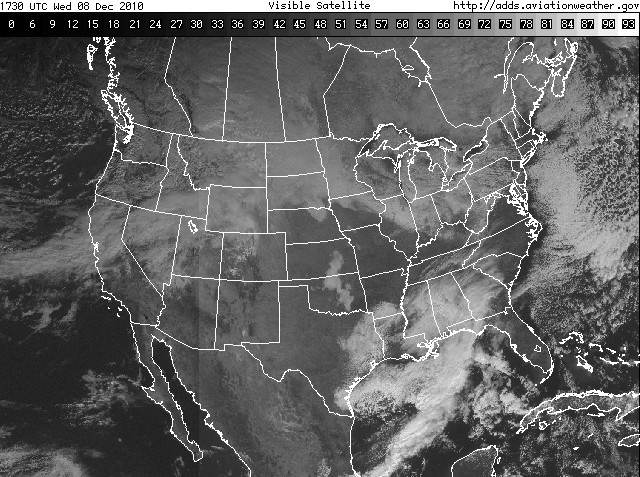 1730 UTC Wed 08 Dec 2010 Visible Satellite http://adds.aviationweather.gov
0 3 6 9 12 15 18 21 24 27 30 33 36 39 42 45 48 51 54 57 60 63 66 69 72 75 78 81 84 87 90 93